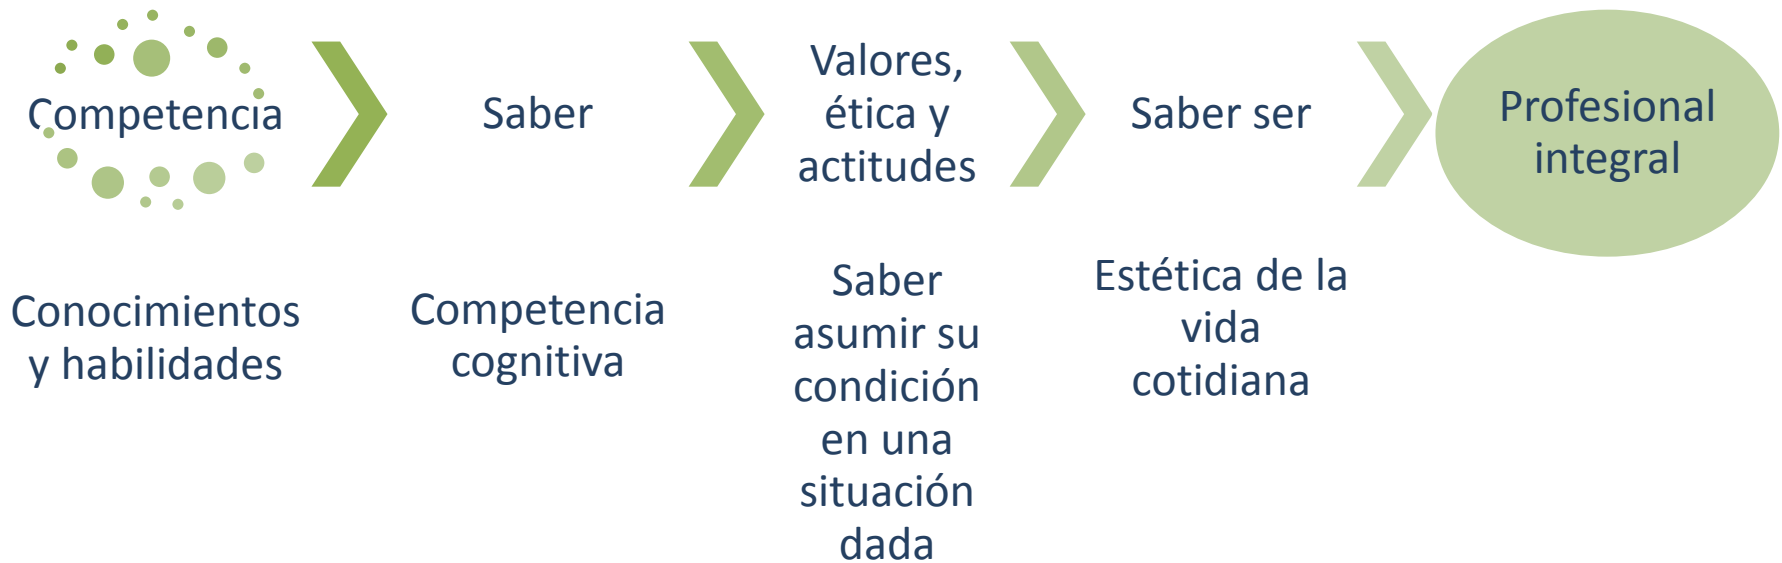 Competencia
Saber
Valores,
ética y
actitudes
Saber ser
Profesional
integral
Conocimientos
y habilidades
Competencia
cognitiva
Saber
asumir su
condición
en una
situación
dada
Estética de la
vida
cotidiana